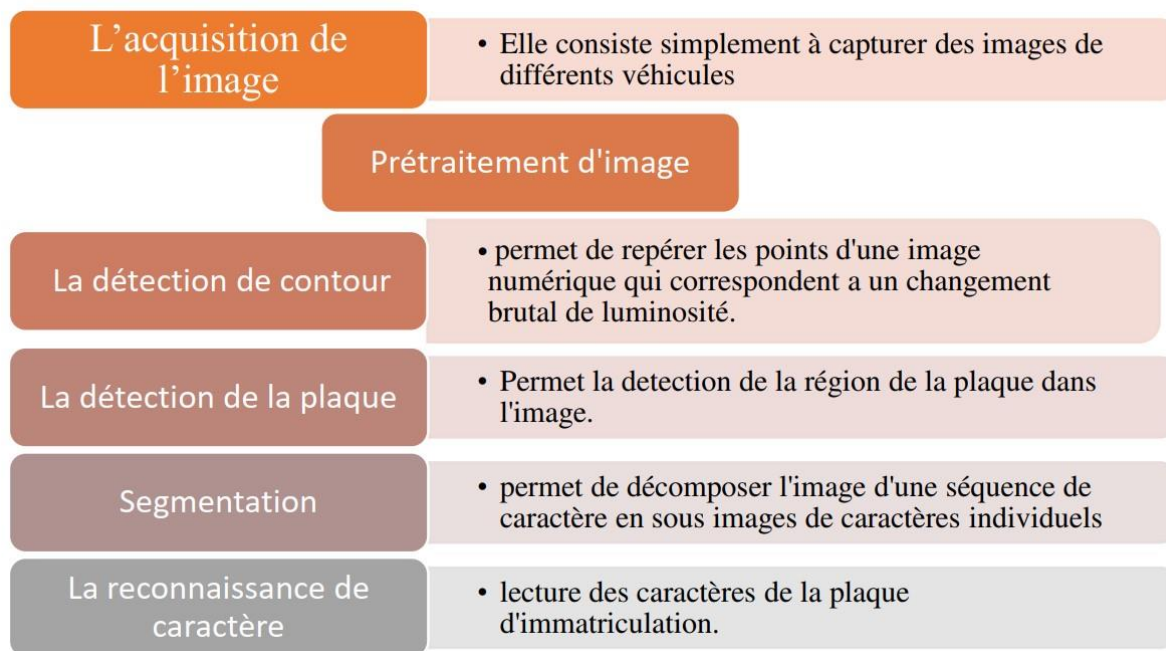 L’acquisition de
l’image
• Elle consiste simplement à capturer des images de
différents véhicules
Prétraitement d'image
La détection de contour
• permet de repérer les points d'une image
numérique qui correspondent a un changement
brutal de luminosité.
La détection de la plaque
• Permet la detection de la région de la plaque dans
l'image.
Segmentation
• permet de décomposer l'image d'une séquence de
caractère en sous images de caractères individuels
La reconnaissance de
caractère
• lecture des caractères de la plaque
d'immatriculation.